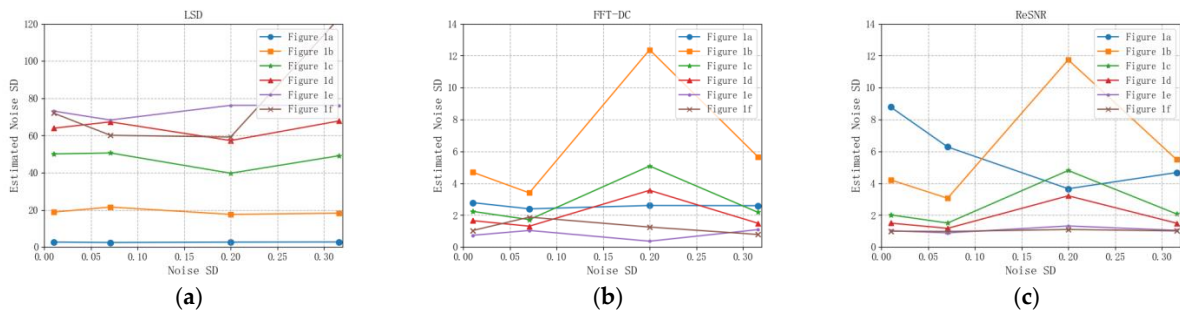 LSD
120
100
80
60
40
20
0
Estimated Noise SD
0.00 0.05 0.10 0.15 0.20 0.25 0.30
Noise SD
Figure 1a
Figure 1b
Figure 1c
Figure 1d
Figure 1e
Figure 1f
(a)
FFT-DC
14
12
10
8
6
4
2
0
Estimated Noise SD
0.00 0.05 0.10 0.15 0.20 0.25 0.30
Noise SD
Figure 1a
Figure 1b
Figure 1c
Figure 1d
Figure 1e
Figure 1f
(b)
ReSNR
14
12
10
8
6
4
2
0
Estimated Noise SD
0.00 0.05 0.10 0.15 0.20 0.25 0.30
Noise SD
Figure 1a
Figure 1b
Figure 1c
Figure 1d
Figure 1e
Figure 1f
(c)